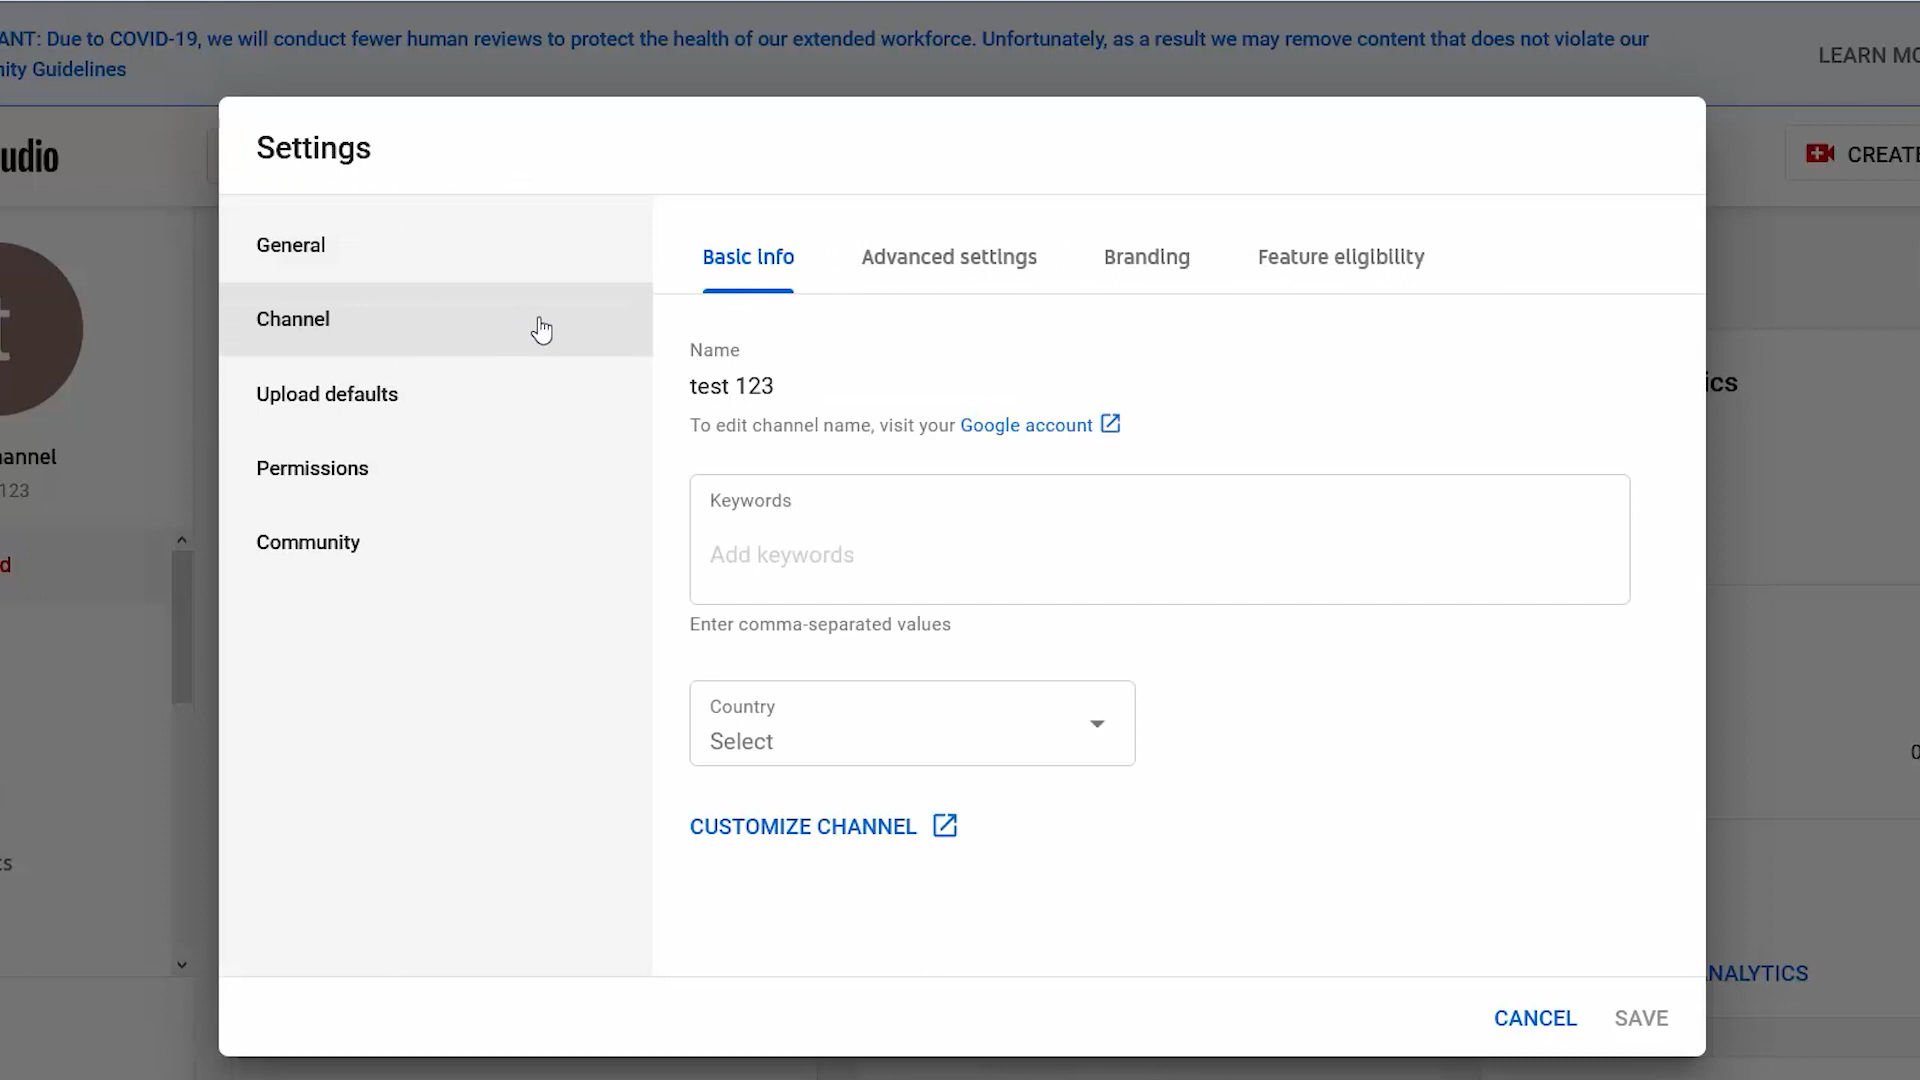 ANT: Due to COVID-19, we will conduct fewer human reviews to protect the health of our extended workforce. Unfortunately, as a result we may remove content that does not violate our
nity Guidelines
LEARN MO
udio
CREATE
Settings
General
Channel
Upload defaults
Permissions
Community
Basic info
Advanced settings
Branding
Feature eligibility
Name
test 123
To edit channel name, visit your Google account
Keywords
Add keywords
Enter comma-separated values
Country
Select
CUSTOMIZE CHANNEL
CANCEL
SAVE
t
annel
123
d
ts
ics
0
NALYTICS